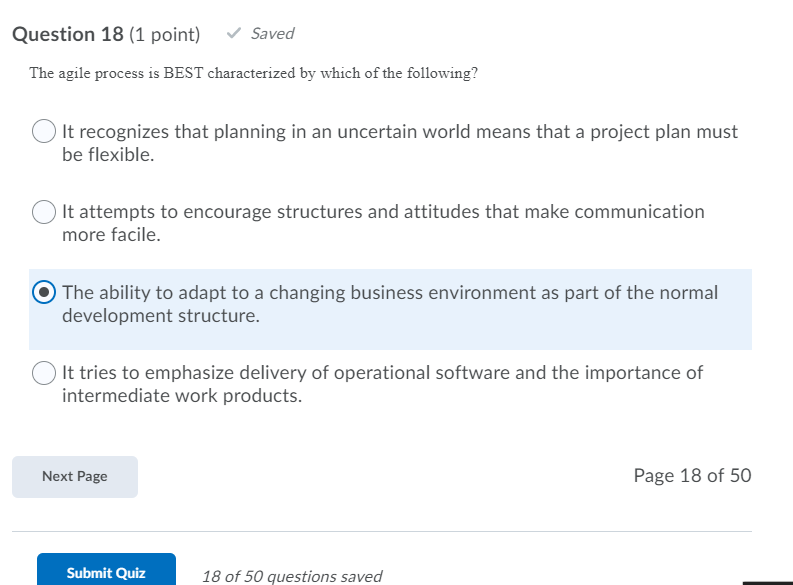 Question 18 (1 point) Saved
The agile process is BEST characterized by which of the following?
It recognizes that planning in an uncertain world means that a project plan must
be flexible.
It attempts to encourage structures and attitudes that make communication
more facile.
The ability to adapt to a changing business environment as part of the normal
development structure.
It tries to emphasize delivery of operational software and the importance of
intermediate work products.
Next Page Page 18 of 50
Submit Quiz 18 of 50 questions saved